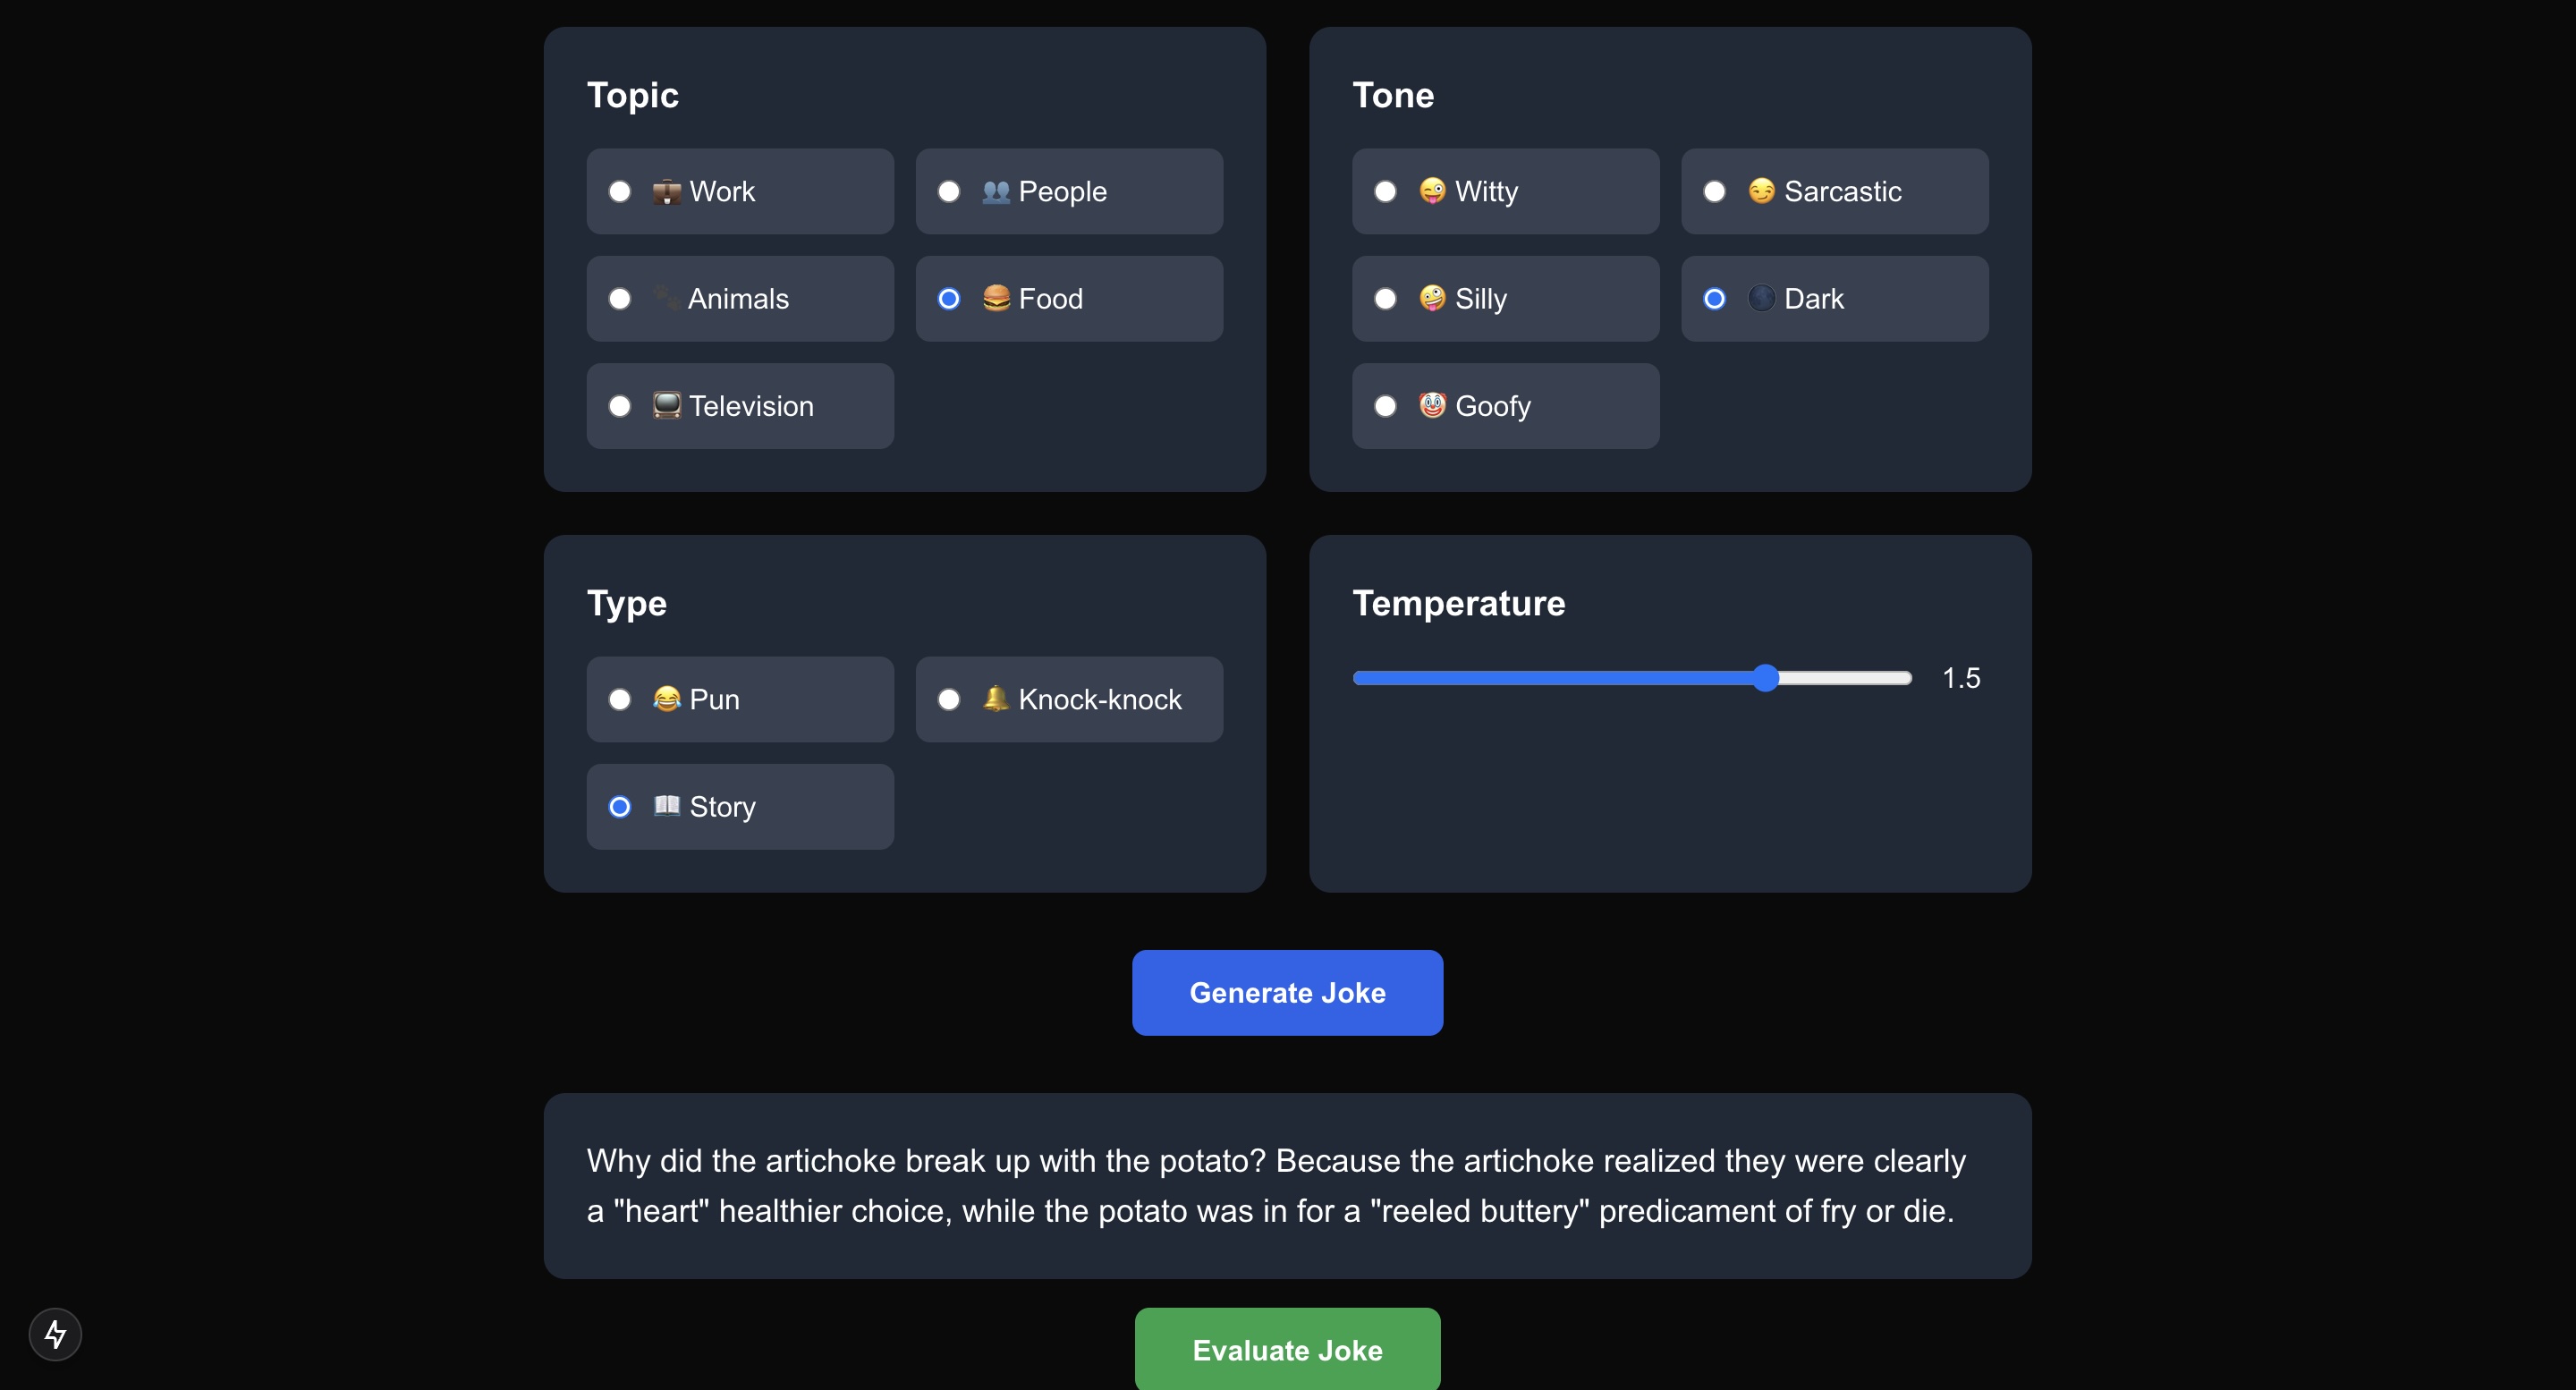 Topic
Work
People
Animals
Food
Television
Tone
Witty
Sarcastic
Silly
Dark
Goofy
Type
Pun
Knock-knock
Story
Temperature
1.5
Generate Joke
Why did the artichoke break up with the potato? Because the artichoke realized they were clearly
a "heart" healthier choice, while the potato was in for a "reeled buttery" predicament of fry or die.
Evaluate Joke